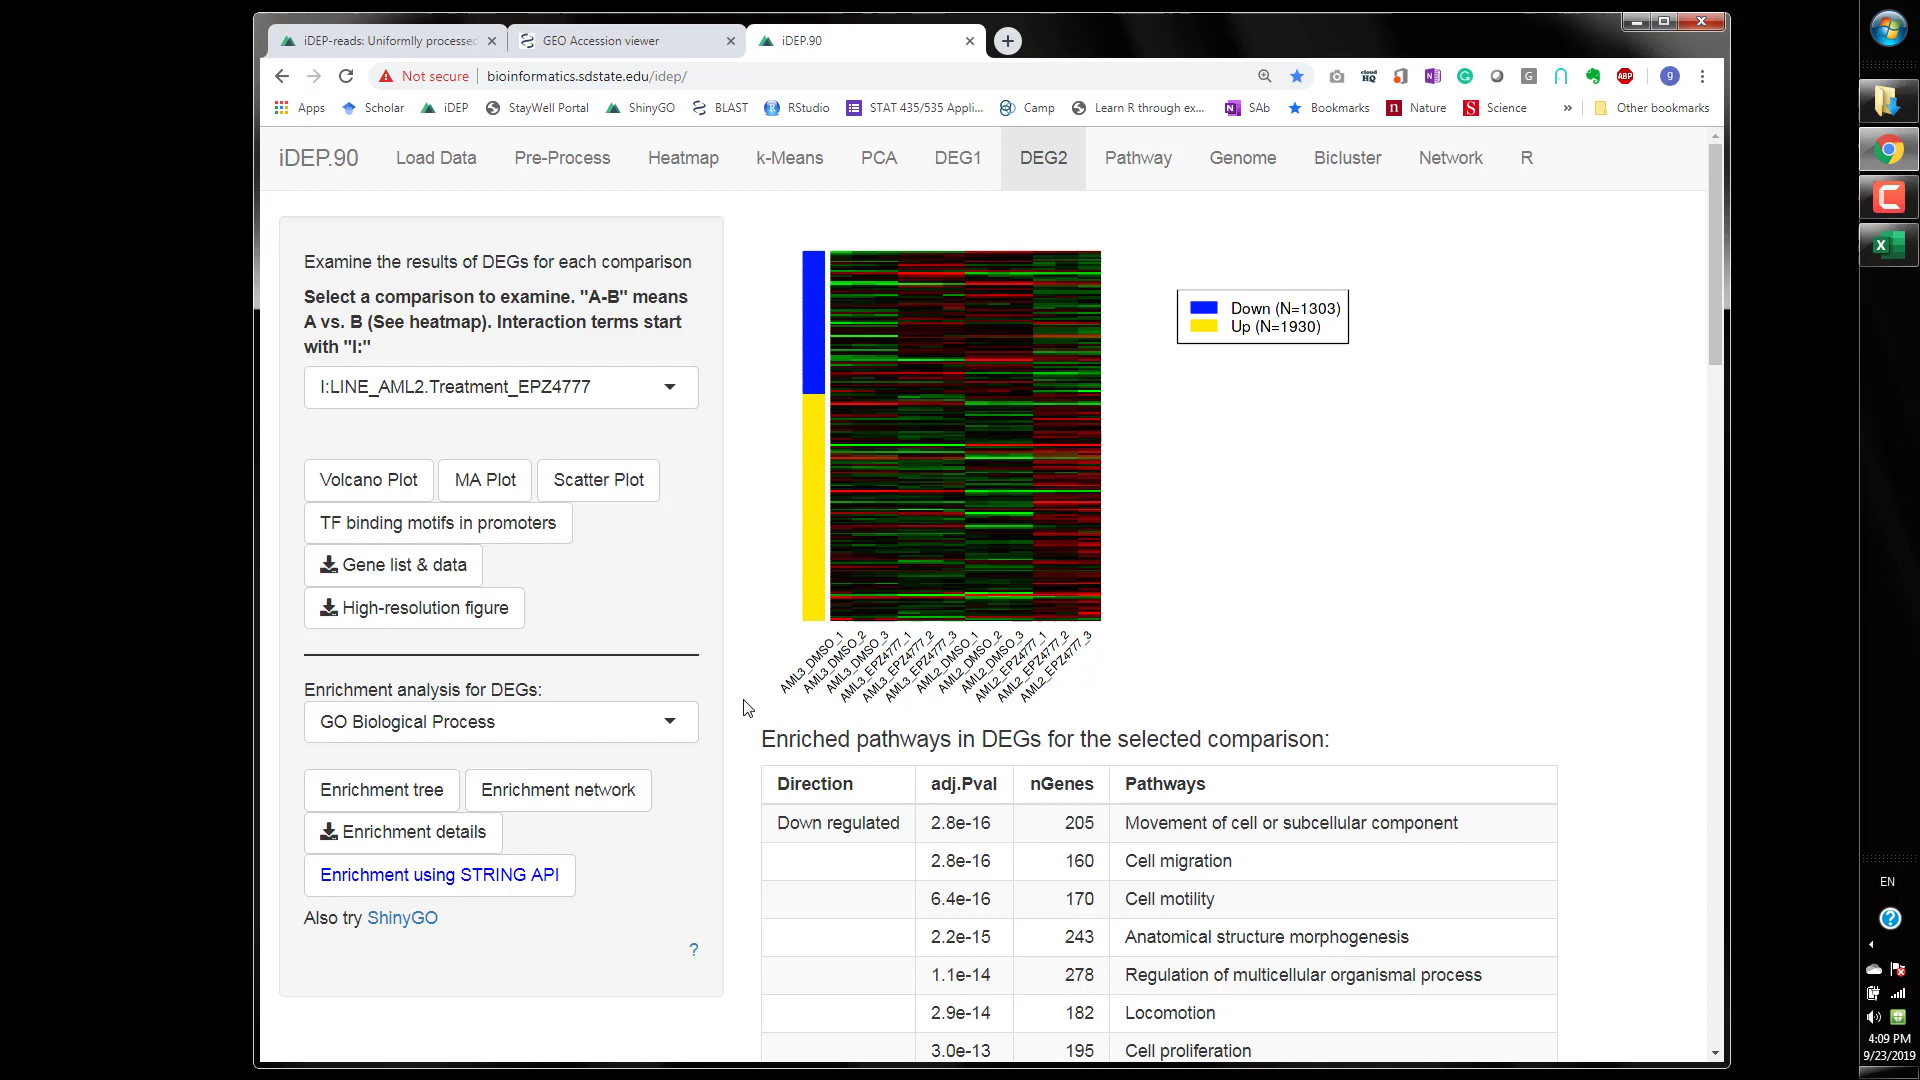 iDEP-reads: Uniformlly processed
GEO Accession viewer
iDEP.90
Not secure
bioinformatics.sdstate.edu/idep/
Apps
Scholar
iDEP
StayWell Portal
ShinyGO
BLAST
RStudio
STAT 435/535 Appli...
Camp
Learn R through ex...
SAb
Bookmarks
Nature
Science
»
Other bookmarks
iDEP.90
Load Data
Pre-Process
Heatmap
k-Means
PCA
DEG1
DEG2
Pathway
Genome
Bicluster
Network
R
Examine the results of DEGs for each comparison
Select a comparison to examine. "A-B" means
A vs. B (See heatmap). Interaction terms start
with "I:"
I:LINE_AML2.Treatment_EPZ4777
Volcano Plot
MA Plot
Scatter Plot
TF binding motifs in promoters
Gene list & data
High-resolution figure
Enrichment analysis for DEGs:
GO Biological Process
Enrichment tree
Enrichment network
Enrichment details
Enrichment using STRING API
Also try ShinyGO
?
Down (N=1303)
Up (N=1930)
AML3_DMSO_1
AML3_DMSO_2
AML3_DMSO_3
AML3_EPZ4777_1
AML3_EPZ4777_2
AML3_EPZ4777_3
AML2_DMSO_1
AML2_DMSO_2
AML2_DMSO_3
AML2_EPZ4777_1
AML2_EPZ4777_2
AML2_EPZ4777_3
Enriched pathways in DEGs for the selected comparison:
Direction adj.Pval nGenes Pathways
Down regulated 2.8e-16 205 Movement of cell or subcellular component
2.8e-16 160 Cell migration
6.4e-16 170 Cell motility
2.2e-15 243 Anatomical structure morphogenesis
1.1e-14 278 Regulation of multicellular organismal process
2.9e-14 182 Locomotion
3.0e-13 195 Cell proliferation
EN
4:09 PM
9/23/2019